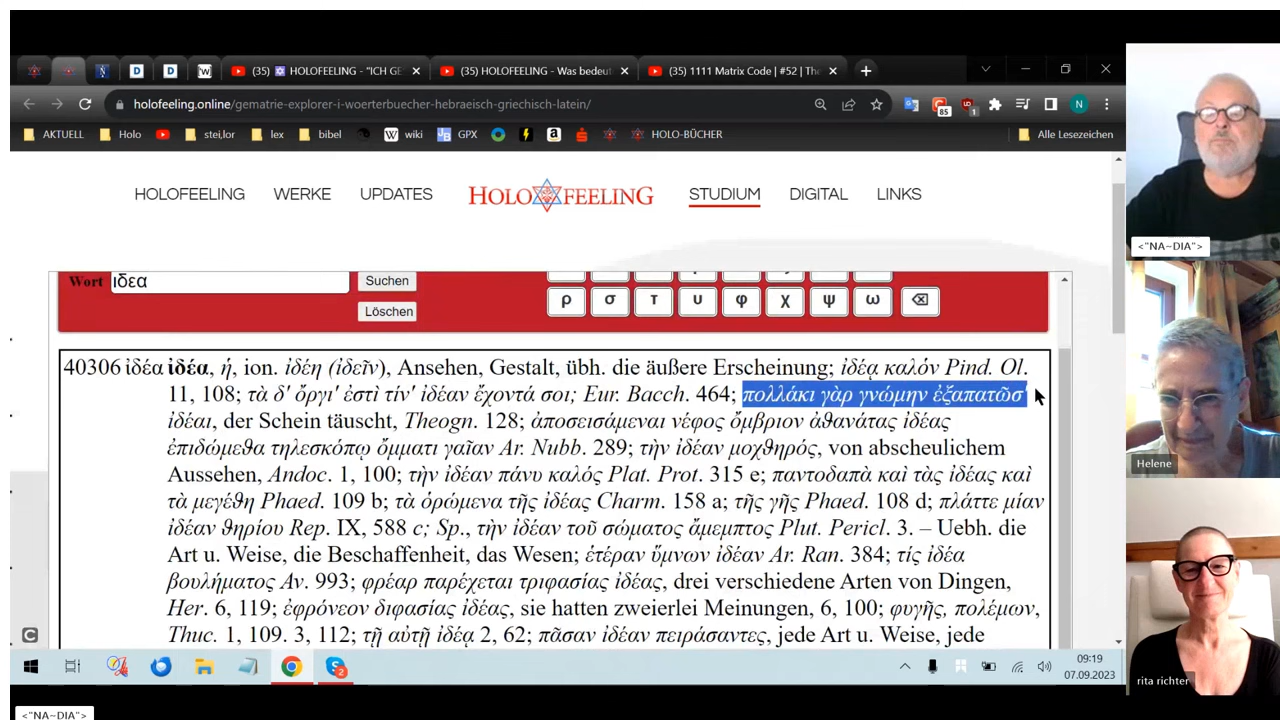 (35) HOLOFEELING - "ICH GE
(35) HOLOFEELING - Was bedeut
(35) 1111 Matrix Code | #52 | The
holofeeling.online/gematrie-explorer-i-woerterbuecher-hebraeisch-griechisch-latein/
85
1
N
AKTUELL
Holo
stei,lor
lex
bibel
wiki
GPX
HOLO-BÜCHER
Alle Lesezeichen
HOLOFEELING
WERKE
UPDATES
HOLOFEELING
STUDIUM
DIGITAL
LINKS
Wort
ιδεα
Suchen
Löschen
ρ σ τ υ φ χ ψ ω
40306 ἰδέα ἰδέα, ἡ, ion. ἰδέη (ἰδεῖν), Ansehen, Gestalt, übh. die äußere Erscheinung; ἰδέᾳ καλόν Pind. Ol.
11, 108; τὰ δ' ὄργι' ἐστὶ τίν' ἰδέαν ἔχοντά σοι; Eur. Bacch. 464; πολλάκι γὰρ γνώμην ἐξαπατῶσ'
ἰδέαι, der Schein täuscht, Theogn. 128; ἀποσεισάμεναι νέφος ὄμβριον ἀθανάτας ἰδέας
ἐπιδώμεθα τηλεσκόπῳ ὄμματι γαῖαν Ar. Nubb. 289; τὴν ἰδέαν μοχθηρός, von abscheulichem
Aussehen, Andoc. 1, 100; τὴν ἰδέαν πάνυ καλός Plat. Prot. 315 e; παντοδαπὰ καὶ τὰς ἰδέας καὶ
τὰ μεγέθη Phaed. 109 b; τὰ ὁρώμενα τῆς ἰδέας Charm. 158 a; τῆς γῆς Phaed. 108 d; πλάττε μίαν
ἰδέαν θηρίου Rep. IX, 588 c; Sp., τὴν ἰδέαν τοῦ σώματος ἄμεμπτος Plut. Pericl. 3. – Uebh. die
Art u. Weise, die Beschaffenheit, das Wesen; ἑτέραν ὕμνων ἰδέαν Ar. Ran. 384; τίς ἰδέα
βουλήματος Av. 993; φρέαρ παρέχεται τριφασίας ἰδέας, drei verschiedene Arten von Dingen,
Her. 6, 119; ἐφρόνεον διφασίας ἰδέας, sie hatten zweierlei Meinungen, 6, 100; φυγῆς, πολέμων,
Thuc. 1, 109. 3, 112; τῇ αὐτῇ ἰδέᾳ 2, 62; πᾶσαν ἰδέαν πειράσαντες, jede Art u. Weise, jede
2
09:19
07.09.2023
<"NA~DIA">
Helene
rita richter
<"NA~DIA">